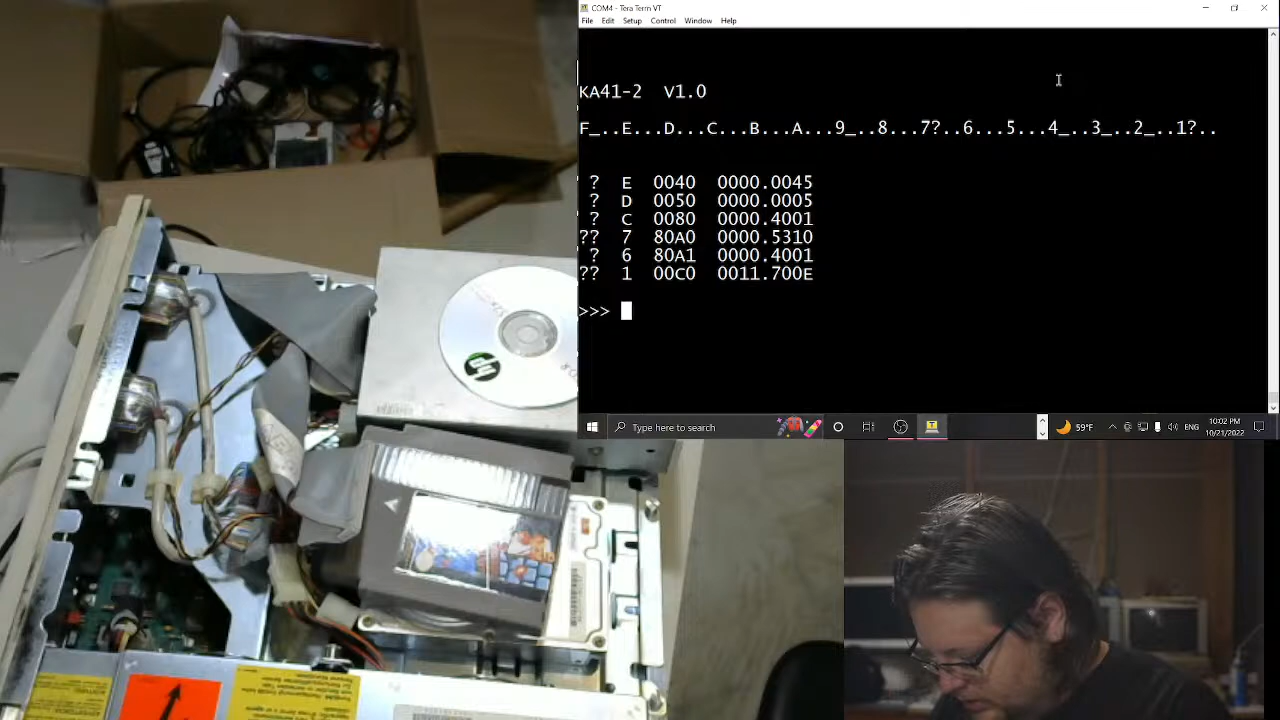 COM4 - Tera Term VT
File Edit Setup Control Window Help
KA41-2 V1.0
F_..E...D...C...B...A...9_..8...7?..6...5...4_..3_..2_..1?..
? E 0040 0000.0045
? D 0050 0000.0005
? C 0080 0000.4001
?? 7 80A0 0000.5310
? 6 80A1 0000.4001
?? 1 00C0 0011.700E
>>>
Type here to search
59°F
ENG
10:02 PM
10/21/2022